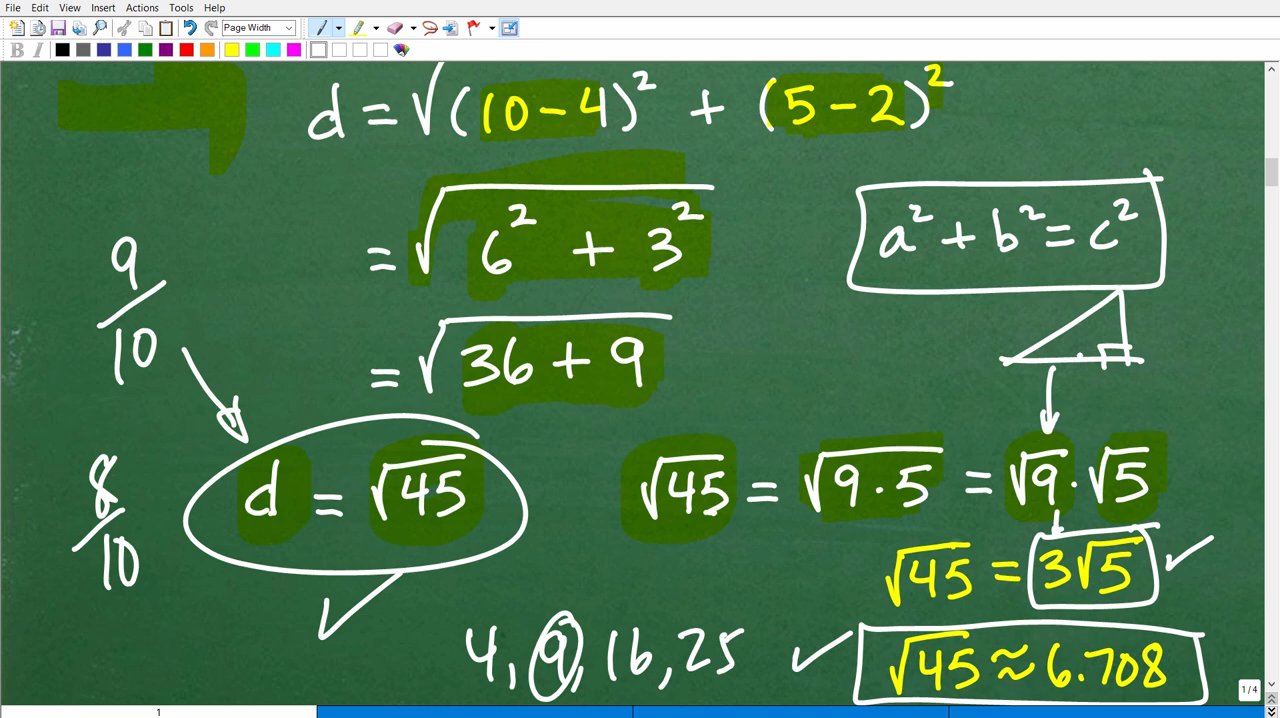 File Edit View Insert Actions Tools Help
Page Width
B I
d = √(10 − 4)² + (5 − 2)²
= √6² + 3²
a² + b² = c²
9/10
= √36 + 9
d = √45
√45 = √9 · 5 = √9 · √5
8/10
√45 = 3√5
4, 9, 16, 25
√45 ≈ 6.708
1 / 4
1